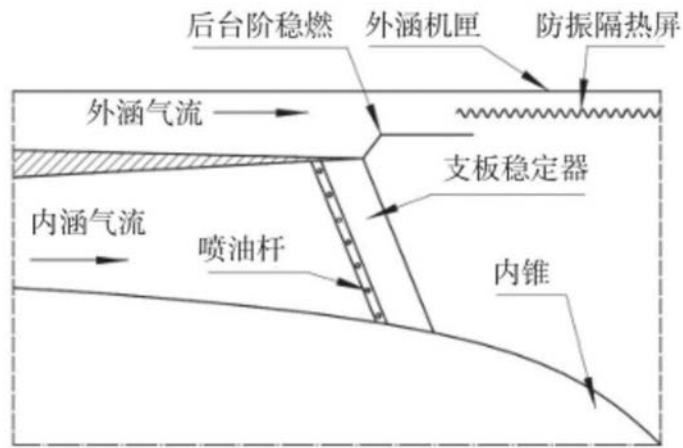 后台阶稳燃
外涵机匣
防振隔热屏
外涵气流
支板稳定器
内涵气流
喷油杆
内锥